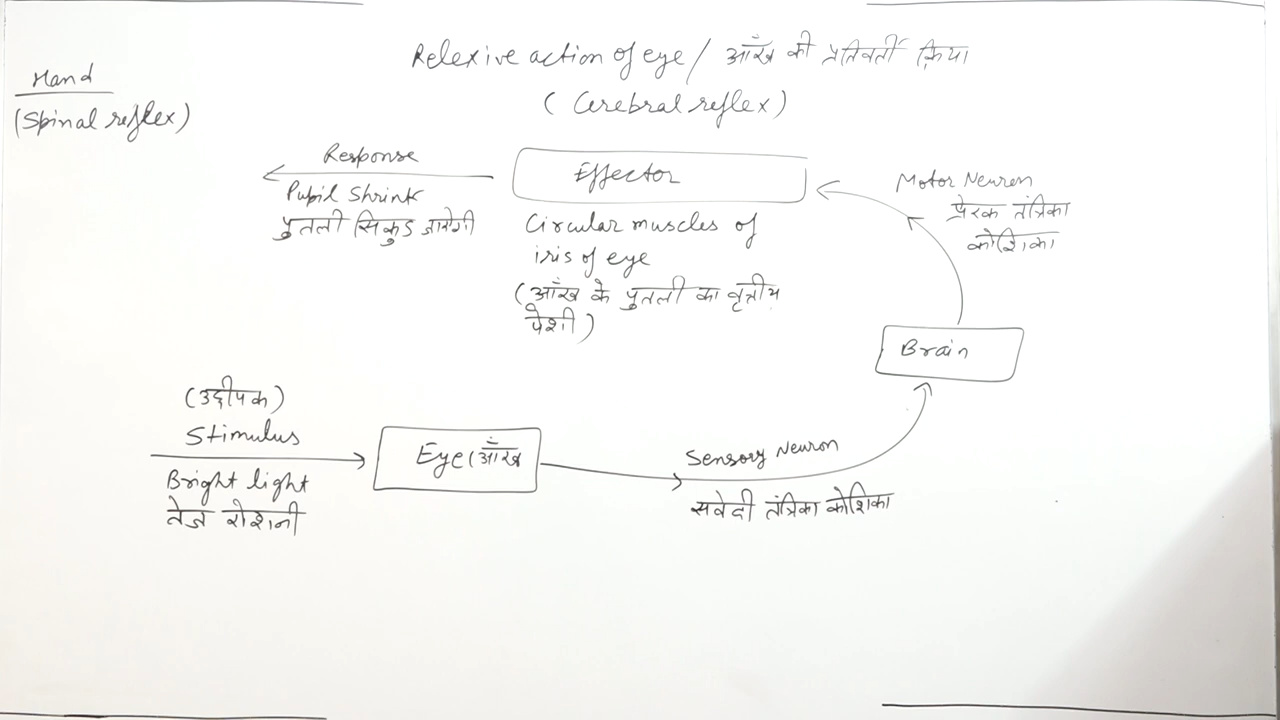 Relexive action of eye / आँख की प्रतिवर्ती क्रिया
(Cerebral reflex)
Hand
(Spinal reflex)
Response
Pupil Shrink
पुतली सिकुड जायेगी
Effector
Circular muscles of
iris of eye
(आँख के पुतली का वृत्तीय
पेशी)
Motor Neuron
प्रेरक तंत्रिका
कोशिका
Brain
(उद्दीपक)
Stimulus
Bright light
तेज रोशनी
Eye(आँख
Sensory Neuron
सवेदी तंत्रिका कोशिका